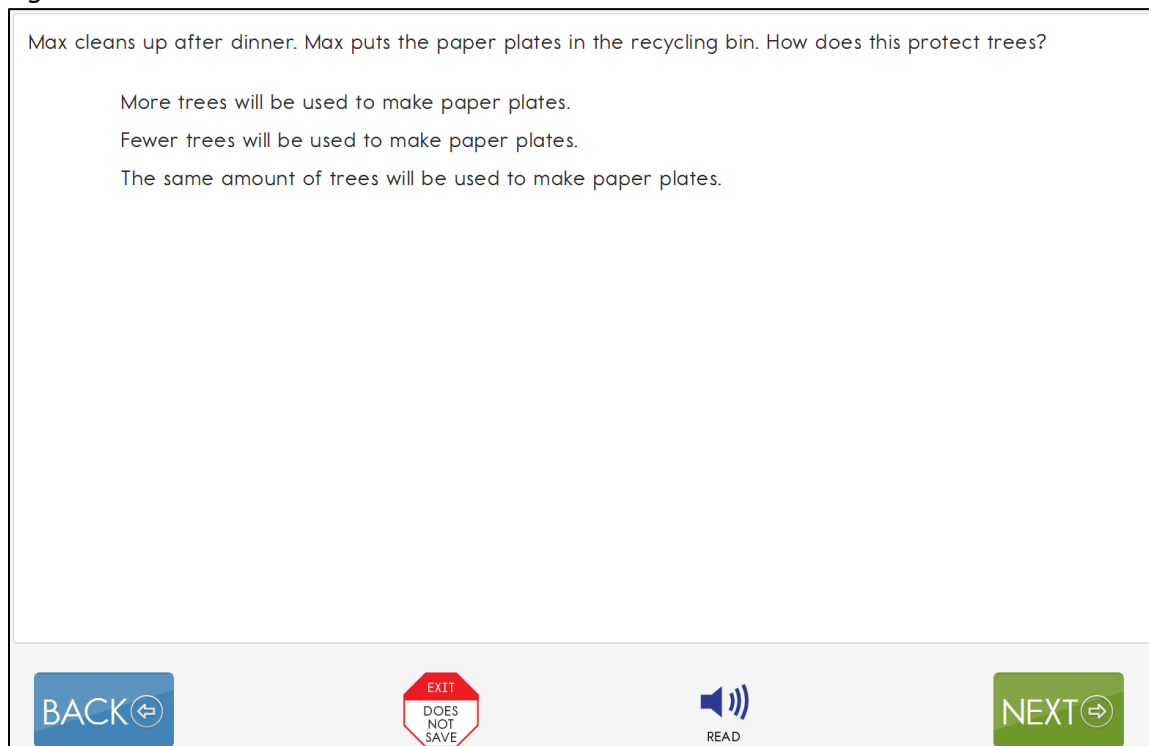 Max cleans up after dinner. Max puts the paper plates in the recycling bin. How does this protect trees?
More trees will be used to make paper plates.
Fewer trees will be used to make paper plates.
The same amount of trees will be used to make paper plates.
BACK
EXIT
DOES
NOT
SAVE
READ
NEXT